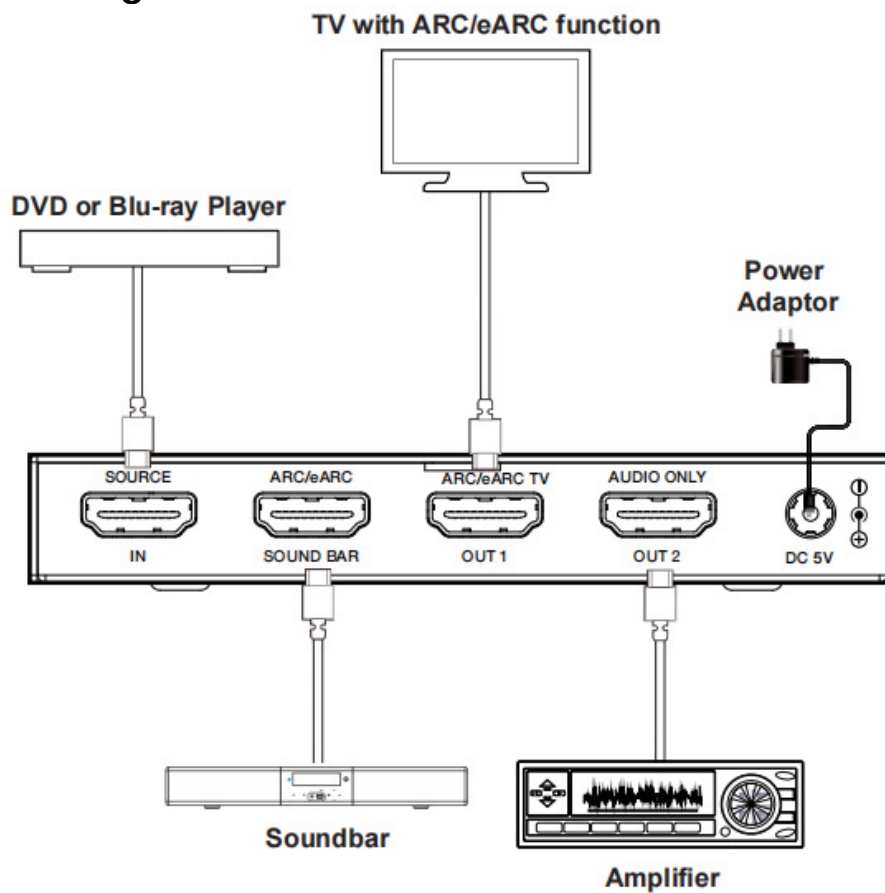 TV with ARC/eARC function
DVD or Blu-ray Player
Power
Adaptor
SOURCE
ARC/eARC
ARC/eARC TV
AUDIO ONLY
IN
SOUND BAR
OUT 1
OUT 2
DC 5V
Soundbar
Amplifier